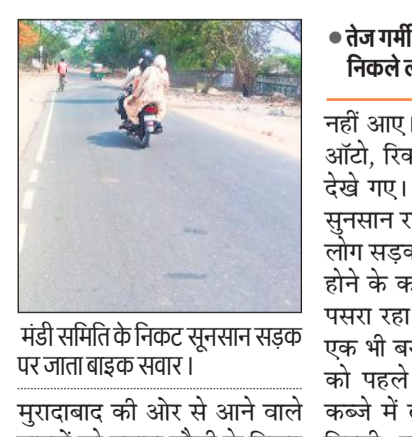 मंडी समिति के निकट सूनसान सड़क
पर जाता बाइक सवार ।
मुरादाबाद की ओर से आने वाले
तेज गर्मी
निकले
नहीं आए।
ऑटो,
देखे गए।
सुनसान
लोग
होने के
पसरा रहा
एक भी
को पहले
कब्जे में